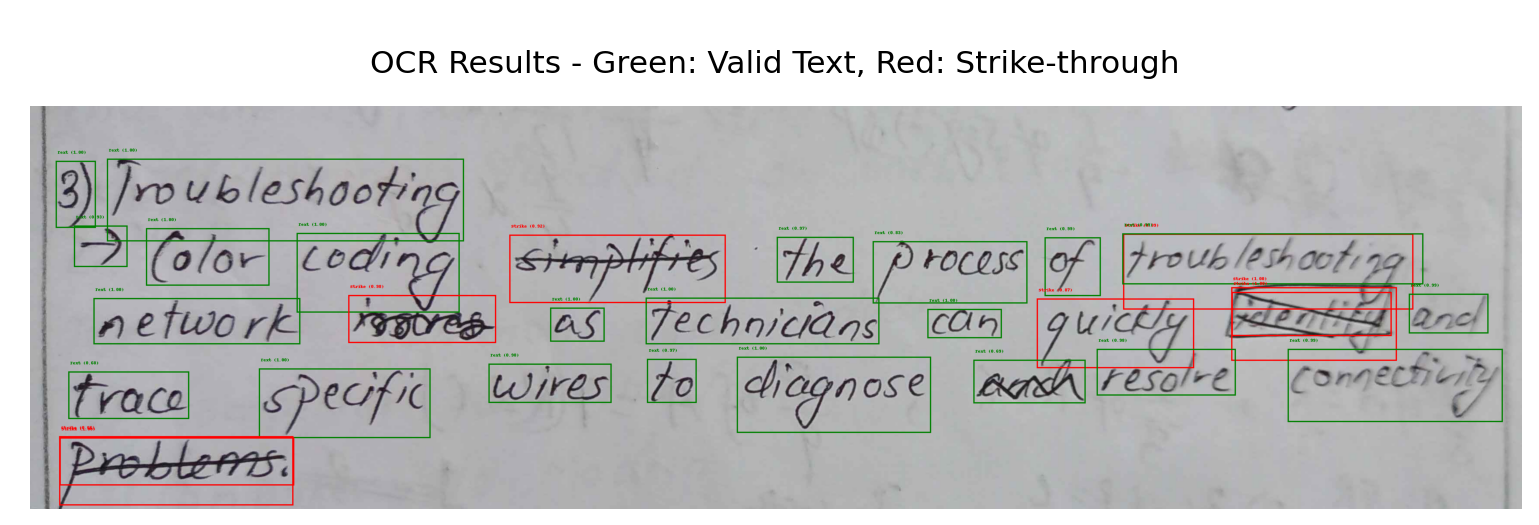 OCR Results - Green: Valid Text, Red: Strike-through
3) Troubleshooting
→ Color coding simplifies the process of troubleshooting
network as technicians can quickly identify and
trace specific wires to diagnose and resolve connectivity
Problems.